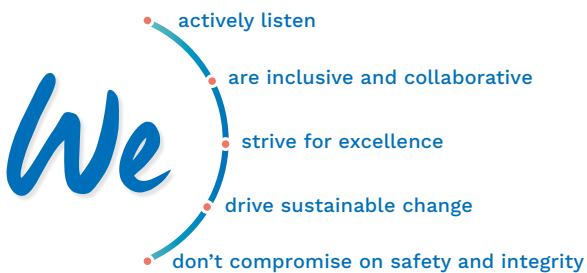 We
actively listen
are inclusive and collaborative
strive for excellence
drive sustainable change
don’t compromise on safety and integrity